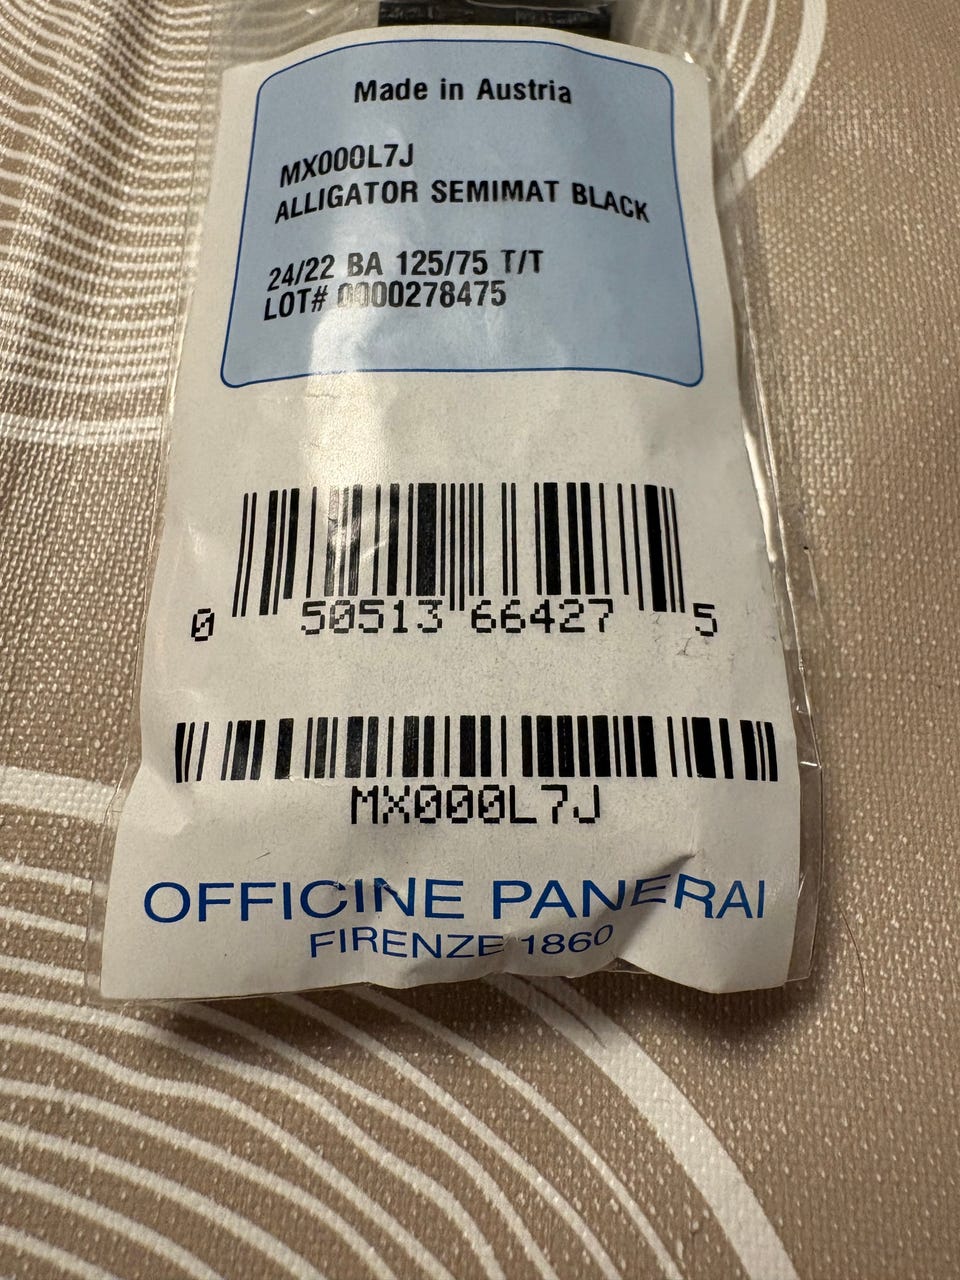 Made in Austria
MX000L7J
ALLIGATOR SEMIMAT BLACK
24/22 BA 125/75 T/T
LOT# 0000278475
0 50513 66427 5
MX000L7J
OFFICINE PANERAI
FIRENZE 1860